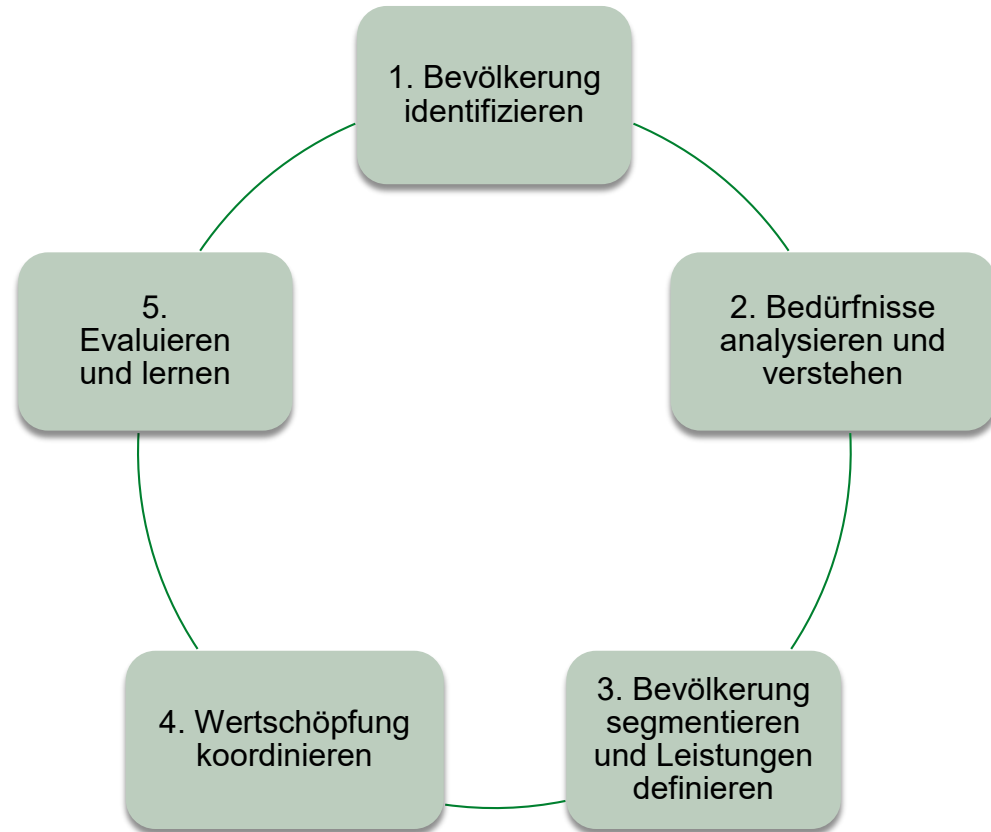 1. Bevölkerung
identifizieren
2. Bedürfnisse
analysieren und
verstehen
3. Bevölkerung
segmentieren
und Leistungen
definieren
4. Wertschöpfung
koordinieren
5.
Evaluieren
und lernen